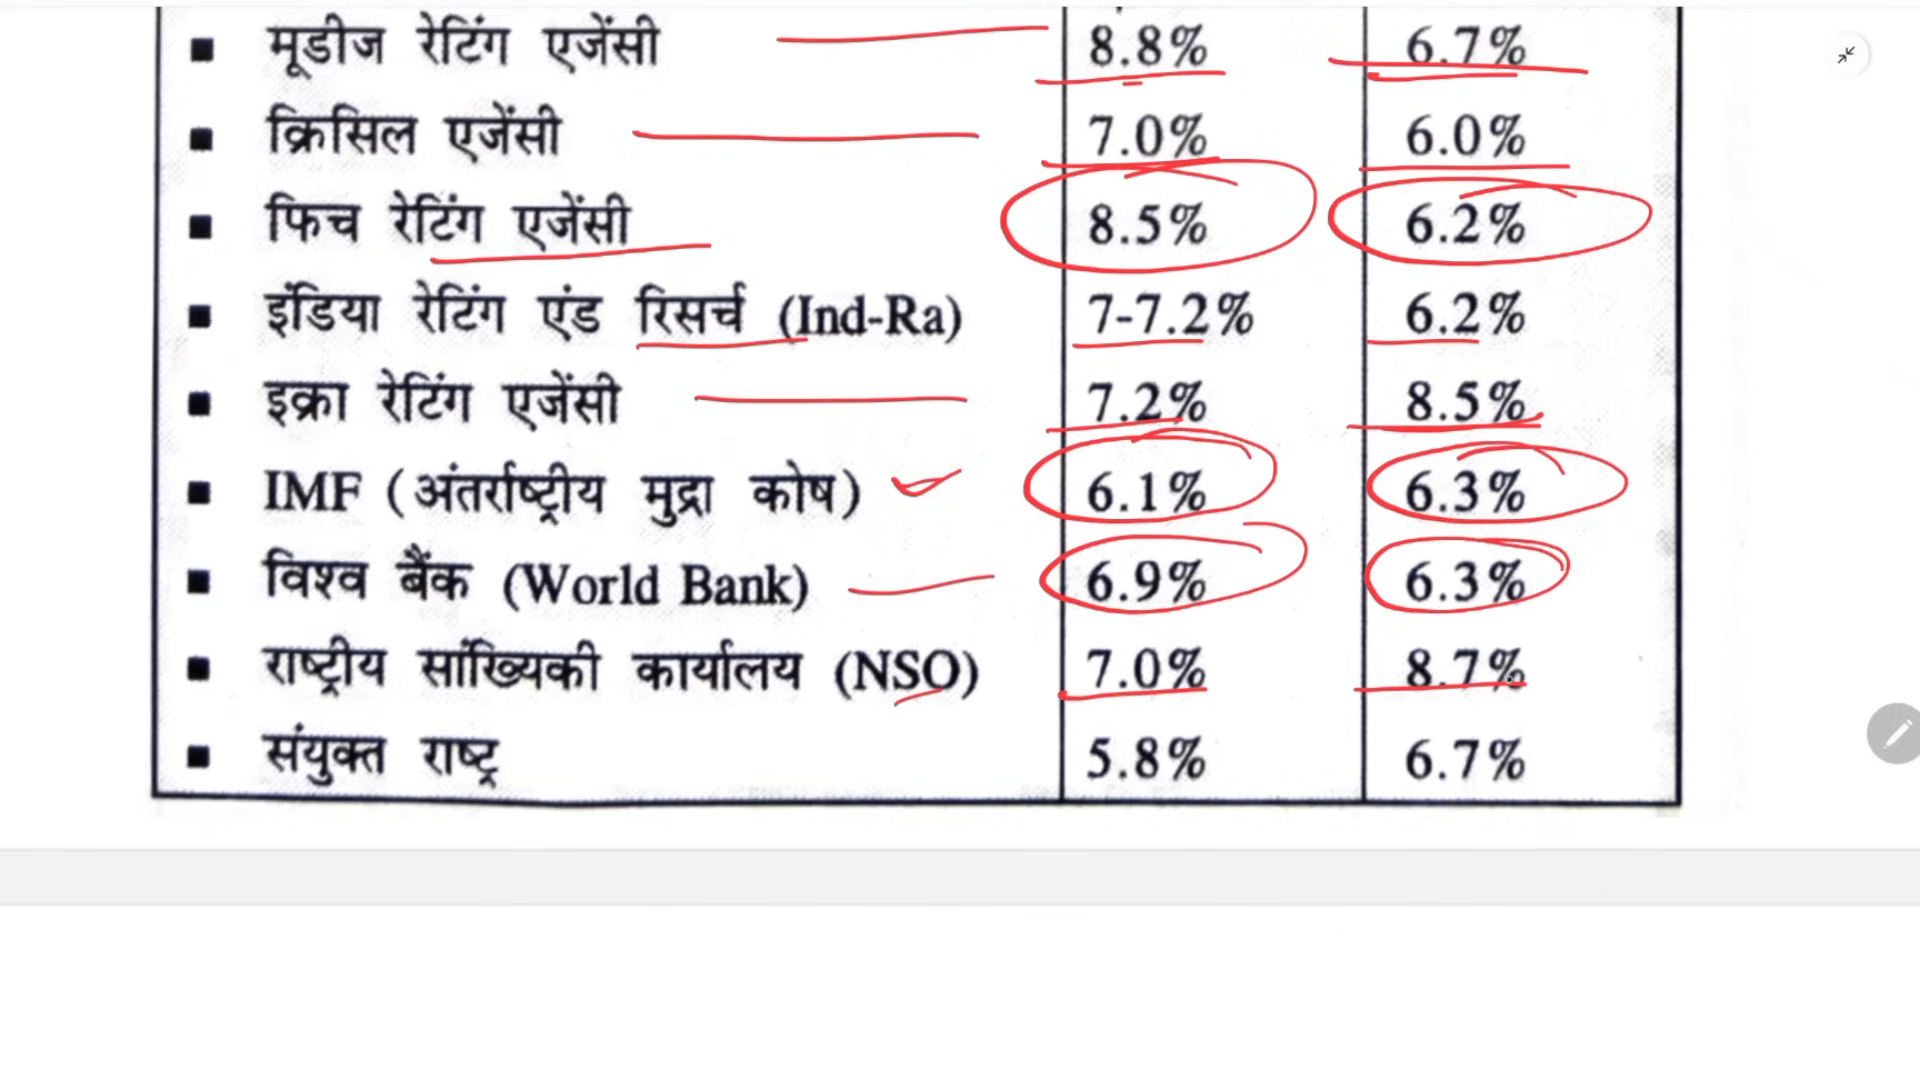 ▪ मूडीज रेटिंग एजेंसी 8.8% 6.7%
▪ क्रिसिल एजेंसी 7.0% 6.0%
▪ फिच रेटिंग एजेंसी 8.5% 6.2%
▪ इंडिया रेटिंग एंड रिसर्च (Ind-Ra) 7-7.2% 6.2%
▪ इक्रा रेटिंग एजेंसी 7.2% 8.5%
▪ IMF (अंतर्राष्ट्रीय मुद्रा कोष) 6.1% 6.3%
▪ विश्व बैंक (World Bank) 6.9% 6.3%
▪ राष्ट्रीय सांख्यिकी कार्यालय (NSO) 7.0% 8.7%
▪ संयुक्त राष्ट्र 5.8% 6.7%